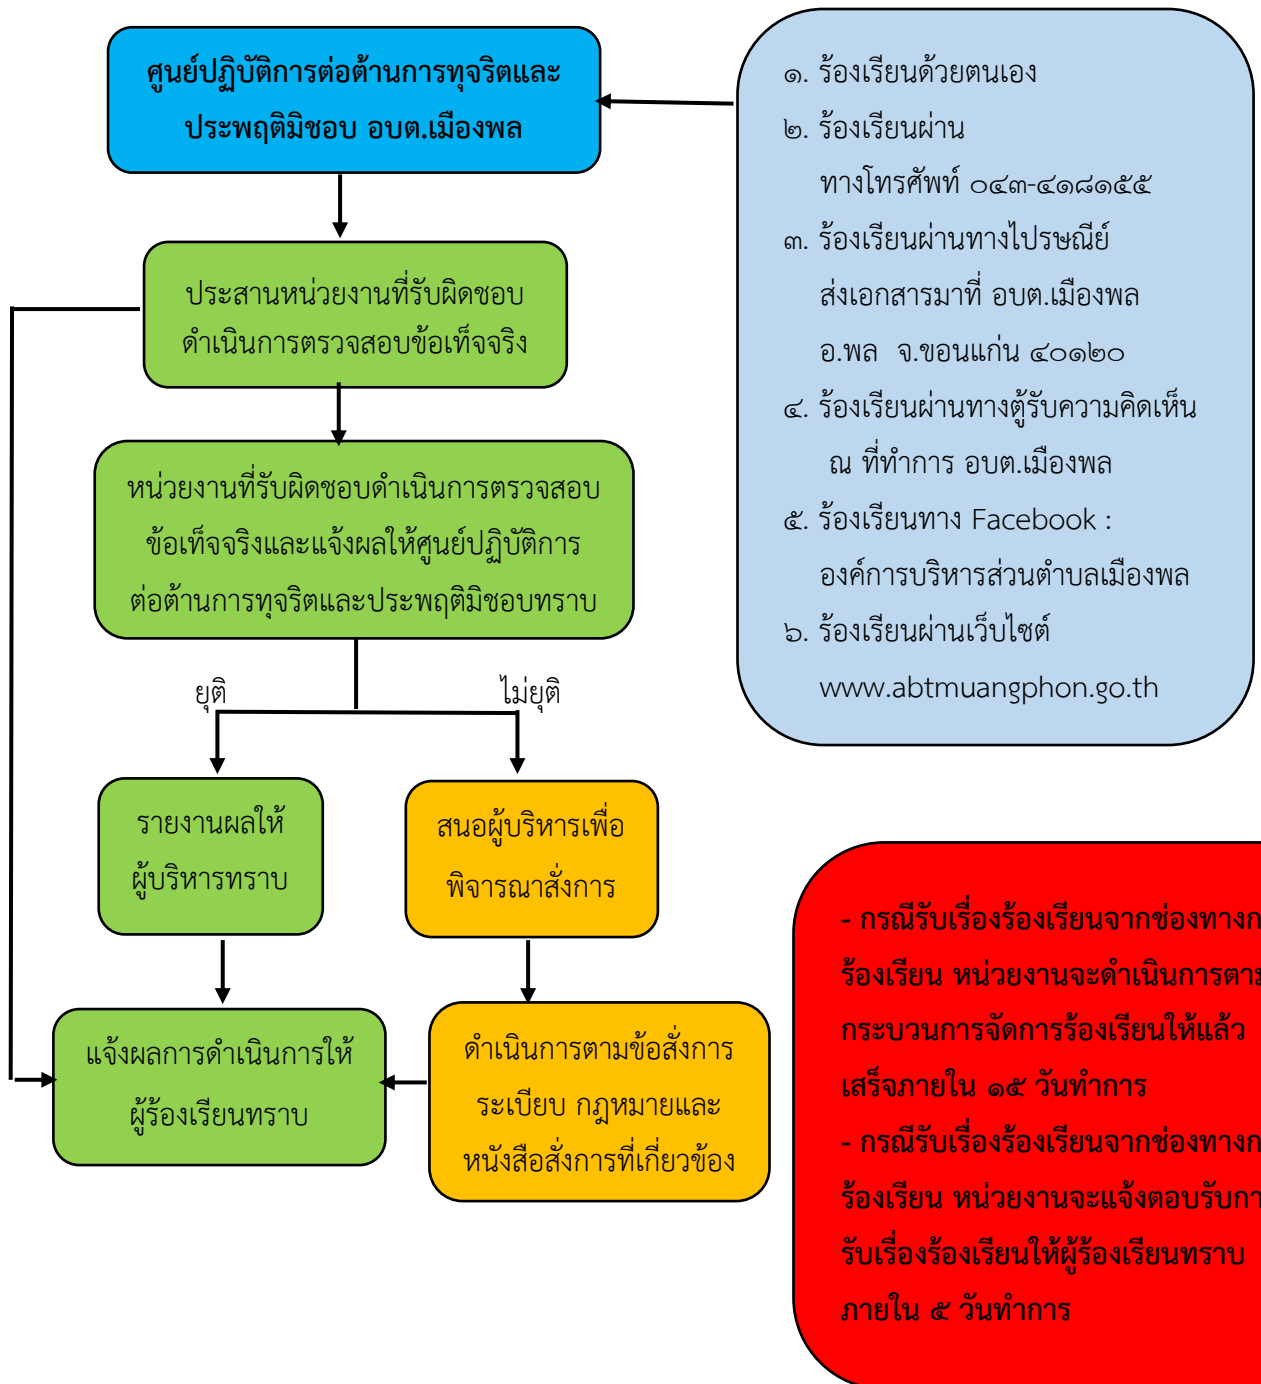 ศูนย์ปฏิบัติการต่อต้านการทุจริตและ
ประพฤติมิชอบ อบต.เมืองพล
๑. ร้องเรียนด้วยตนเอง
๒. ร้องเรียนผ่าน
ทางโทรศัพท์ ๐๔๓-๔๑๘๑๕๕
๓. ร้องเรียนผ่านทางไปรษณีย์
ส่งเอกสารมาที่ อบต.เมืองพล
อ.พล จ.ขอนแก่น ๔๐๑๒๐
๔. ร้องเรียนผ่านทางตู้รับความคิดเห็น
ณ ที่ทำการ อบต.เมืองพล
๕. ร้องเรียนทาง Facebook :
องค์การบริหารส่วนตำบลเมืองพล
๖. ร้องเรียนผ่านเว็บไซต์
www.abtmuangphon.go.th
ประสานหน่วยงานที่รับผิดชอบ
ดำเนินการตรวจสอบข้อเท็จจริง
หน่วยงานที่รับผิดชอบดำเนินการตรวจสอบ
ข้อเท็จจริงและแจ้งผลให้ศูนย์ปฏิบัติการ
ต่อต้านการทุจริตและประพฤติมิชอบทราบ
ยุติ
ไม่ยุติ
รายงานผลให้
ผู้บริหารทราบ
สนอผู้บริหารเพื่อ
พิจารณาสั่งการ
แจ้งผลการดำเนินการให้
ผู้ร้องเรียนทราบ
ดำเนินการตามข้อสั่งการ
ระเบียบ กฎหมายและ
หนังสือสั่งการที่เกี่ยวข้อง
- กรณีรับเรื่องร้องเรียนจากช่องทาง
ร้องเรียน หน่วยงานจะดำเนินการตาม
กระบวนการจัดการร้องเรียนให้แล้ว
เสร็จภายใน ๑๕ วันทำการ
- กรณีรับเรื่องร้องเรียนจากช่องทาง
ร้องเรียน หน่วยงานจะแจ้งตอบรับ
รับเรื่องร้องเรียนให้ผู้ร้องเรียนทราบ
ภายใน ๕ วันทำการ